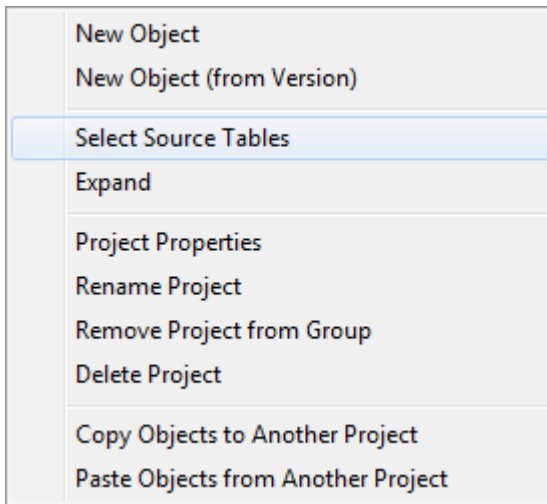 New Object
New Object (from Version)
Select Source Tables
Expand
Project Properties
Rename Project
Remove Project from Group
Delete Project
Copy Objects to Another Project
Paste Objects from Another Project